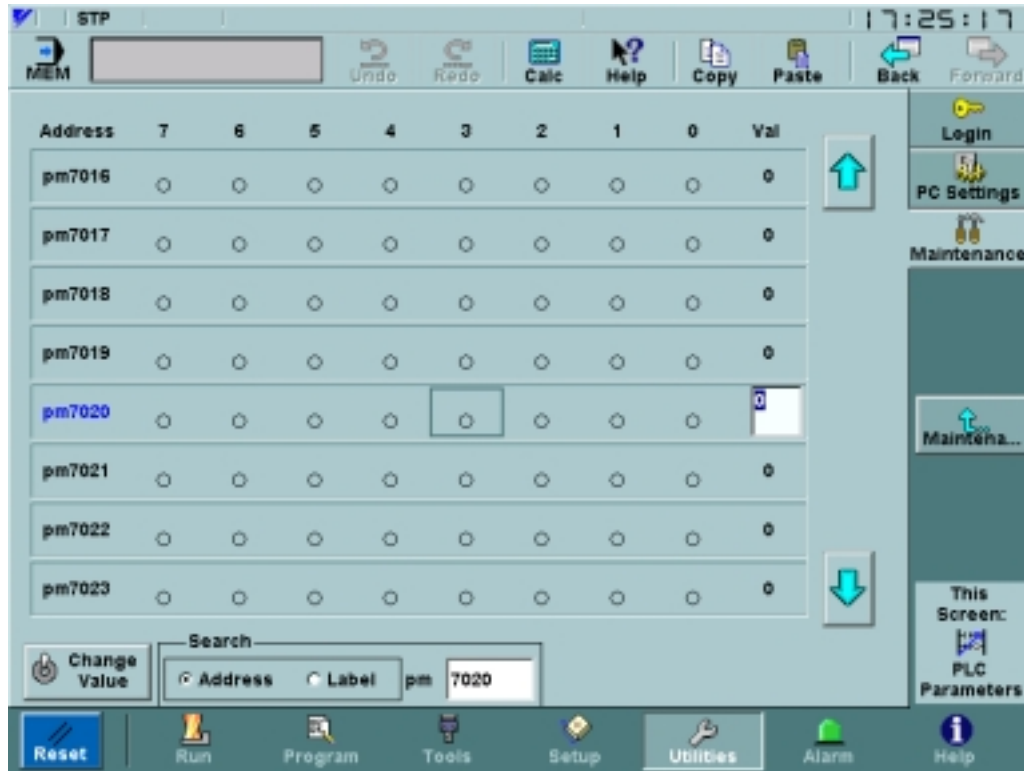 STP 17:25:17
MEM Undo Redo Calc Help Copy Paste Back Forward
Address 7 6 5 4 3 2 1 0 Val
pm7016 0
pm7017 0
pm7018 0
pm7019 0
pm7020 0
pm7021 0
pm7022 0
pm7023 0
Login
PC Settings
Maintenance
Maintena...
This
Screen:
PLC
Parameters
Change
Value
Search
Address Label pm 7020
Reset Run Program Tools Setup Utilities Alarm Help